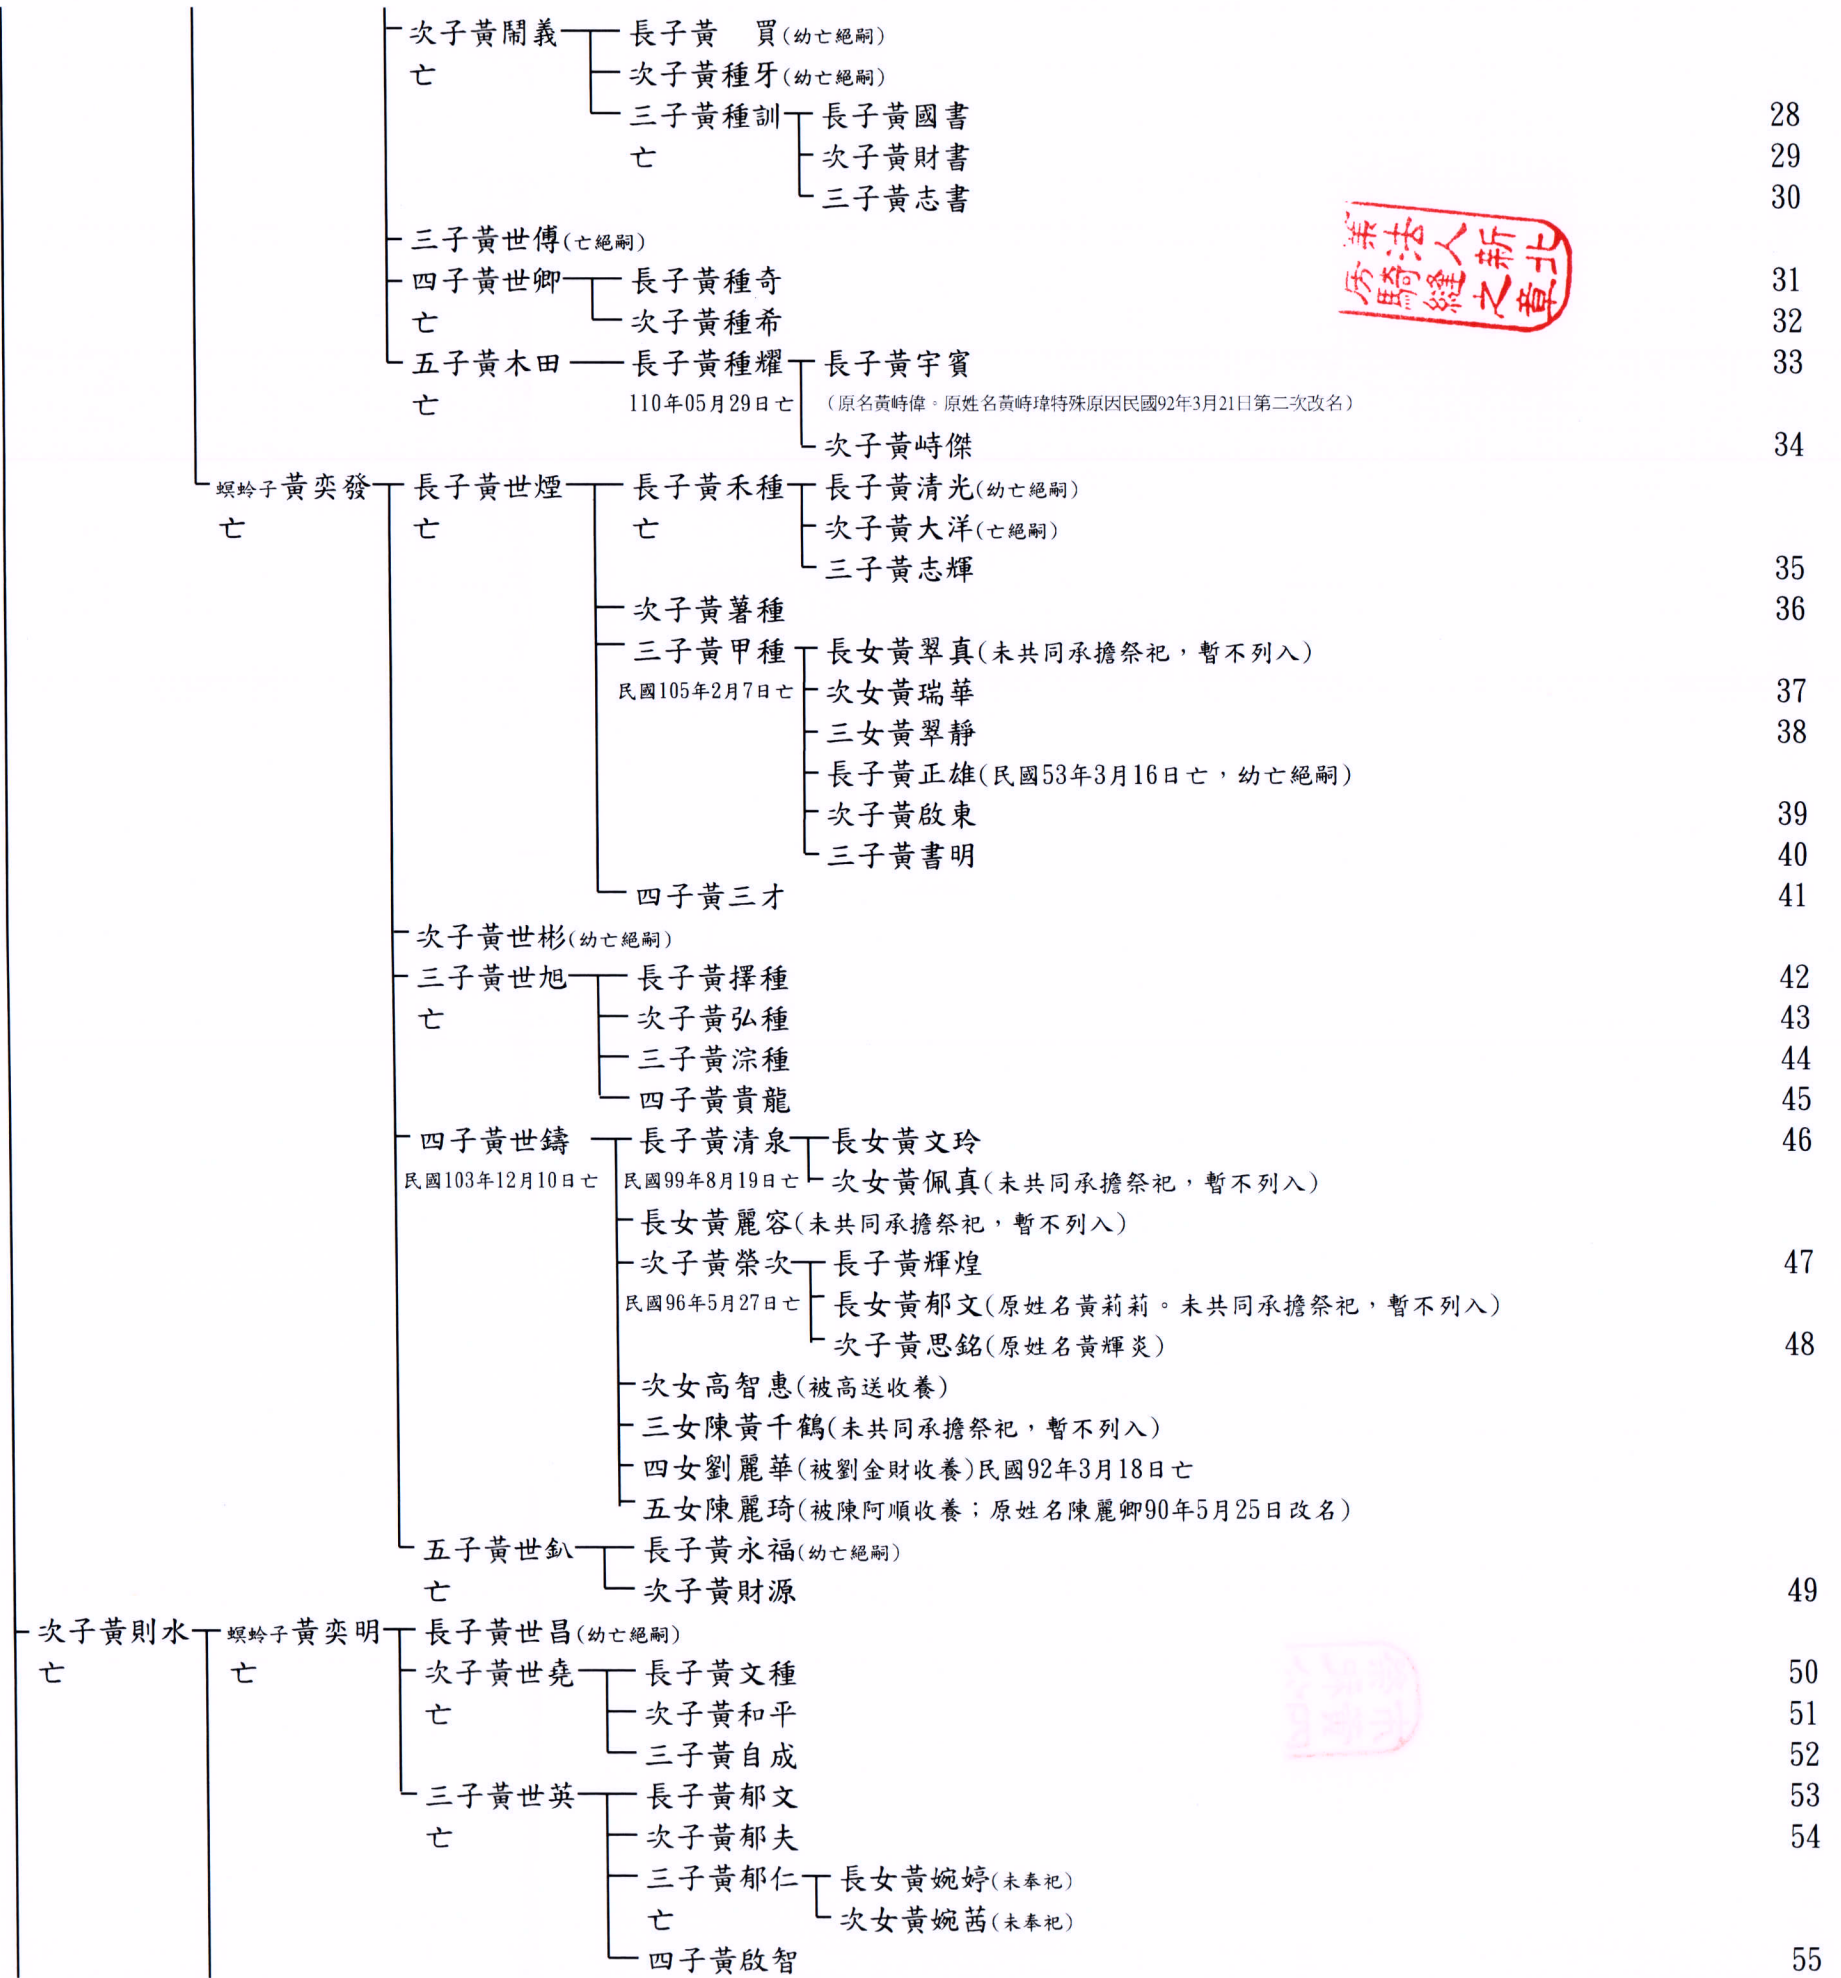 次子黃鬧義 長子黃　買(幼亡絕嗣)
亡 次子黃種牙(幼亡絕嗣)
三子黃種訓 長子黃國書 28
亡 次子黃財書 29
三子黃志書 30
三子黃世傳(亡絕嗣)
四子黃世卿 長子黃種奇 31
亡 次子黃種希 32
五子黃木田 長子黃種耀 長子黃宇賓 33
亡 110年05月29日亡 (原名黃峙偉。原姓名黃峙瑋特殊原因民國92年3月21日第二次改名)
次子黃峙傑 34
螟蛉子黃奕發 長子黃世煙 長子黃禾種 長子黃清光(幼亡絕嗣)
亡 亡 亡 次子黃大洋(亡絕嗣)
三子黃志輝 35
次子黃薯種 36
三子黃甲種 長女黃翠真(未共同承擔祭祀，暫不列入)
民國105年2月7日亡 次女黃瑞華 37
三女黃翠靜 38
長子黃正雄(民國53年3月16日亡，幼亡絕嗣)
次子黃啟東 39
三子黃書明 40
四子黃三才 41
次子黃世彬(幼亡絕嗣)
三子黃世旭 長子黃擇種 42
亡 次子黃弘種 43
三子黃淙種 44
四子黃貴龍 45
四子黃世鑄 長子黃清泉 長女黃文玲 46
民國103年12月10日亡 民國99年8月19日亡 次女黃佩真(未共同承擔祭祀，暫不列入)
長女黃麗容(未共同承擔祭祀，暫不列入)
次子黃榮次 長子黃輝煌 47
民國96年5月27日亡 長女黃郁文(原姓名黃莉莉。未共同承擔祭祀，暫不列入)
次子黃思銘(原姓名黃輝炎) 48
次女高智惠(被高送收養)
三女陳黃千鶴(未共同承擔祭祀，暫不列入)
四女劉麗華(被劉金財收養)民國92年3月18日亡
五女陳麗琦(被陳阿順收養；原姓名陳麗卿90年5月25日改名)
五子黃世釟 長子黃永福(幼亡絕嗣)
亡 次子黃財源 49
次子黃則水 螟蛉子黃奕明 長子黃世昌(幼亡絕嗣)
亡 亡 次子黃世堯 長子黃文種 50
亡 次子黃和平 51
三子黃自成 52
三子黃世英 長子黃郁文 53
亡 次子黃郁夫 54
三子黃郁仁 長女黃婉婷(未奉祀)
亡 次女黃婉茜(未奉祀)
四子黃啟智 55
北
新
人
法
章
之
縫
騎